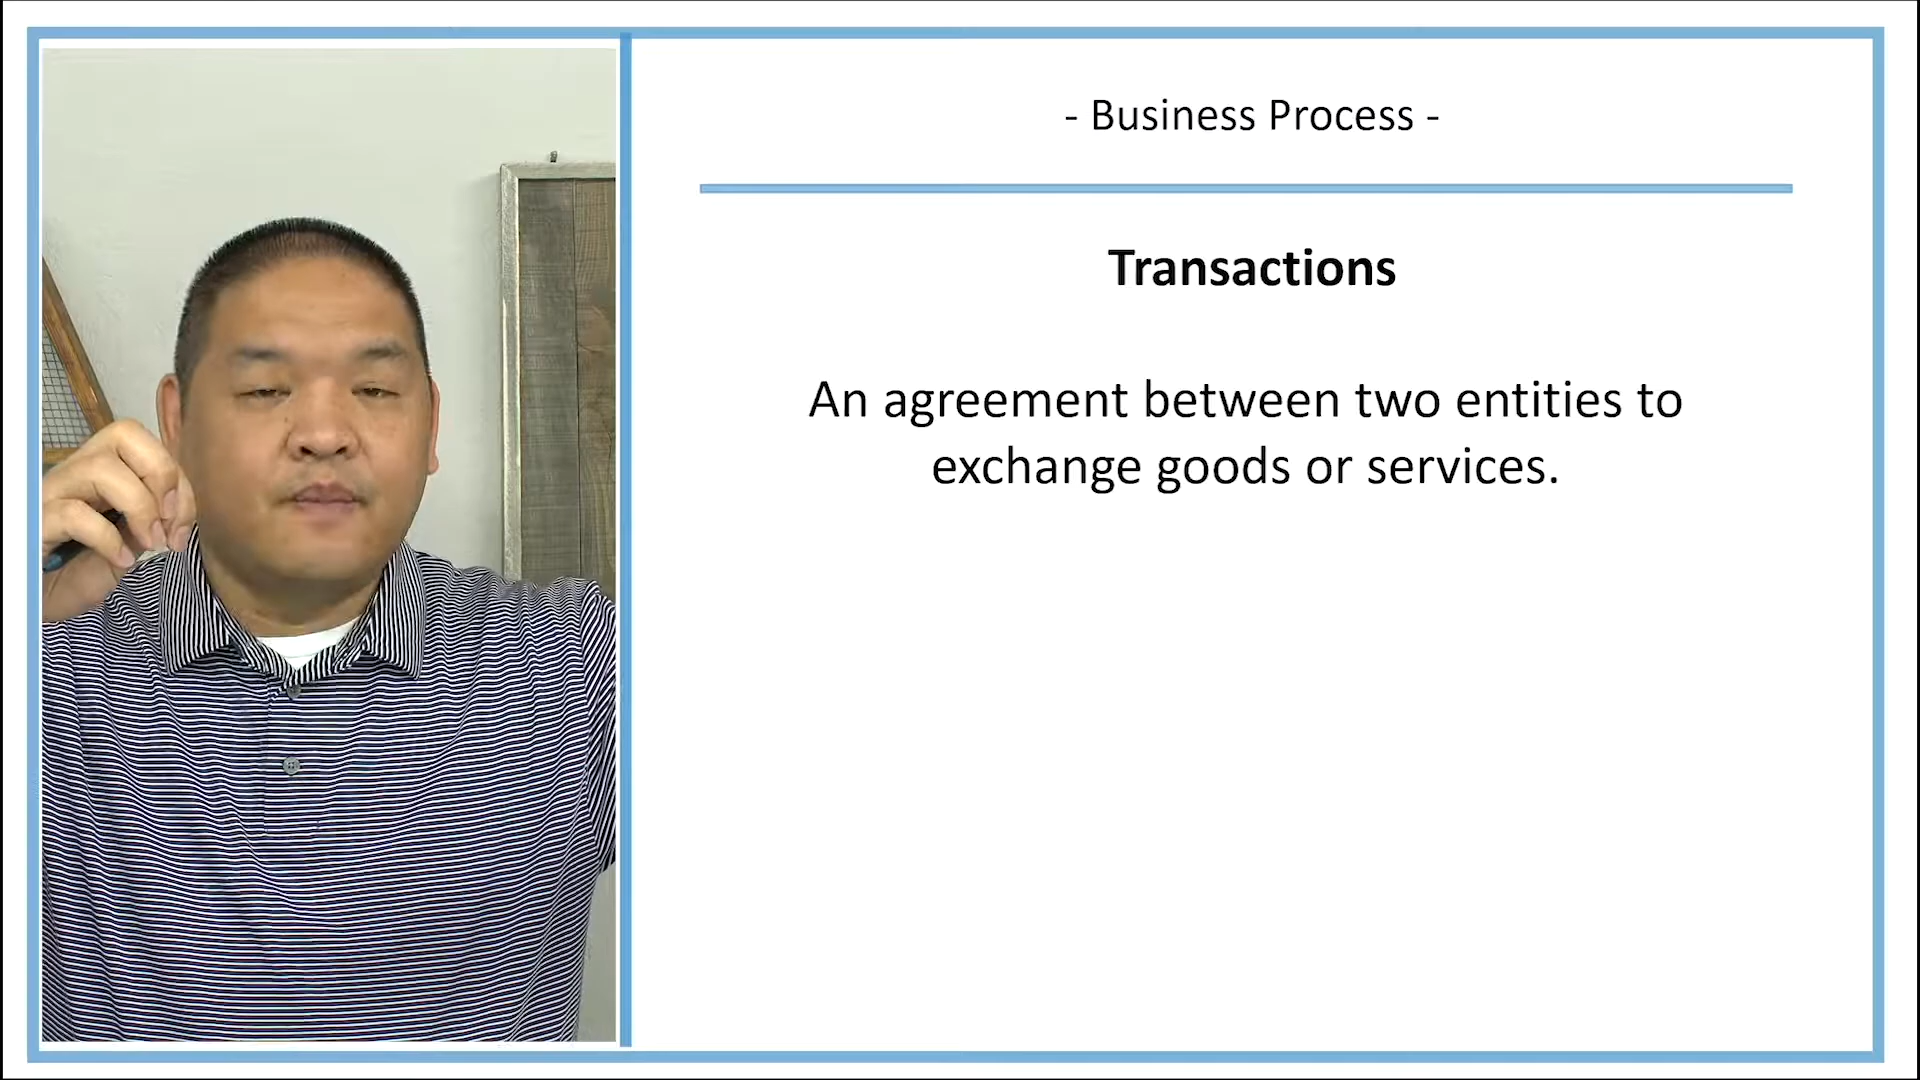 - Business Process -
Transactions
An agreement between two entities to
exchange goods or services.